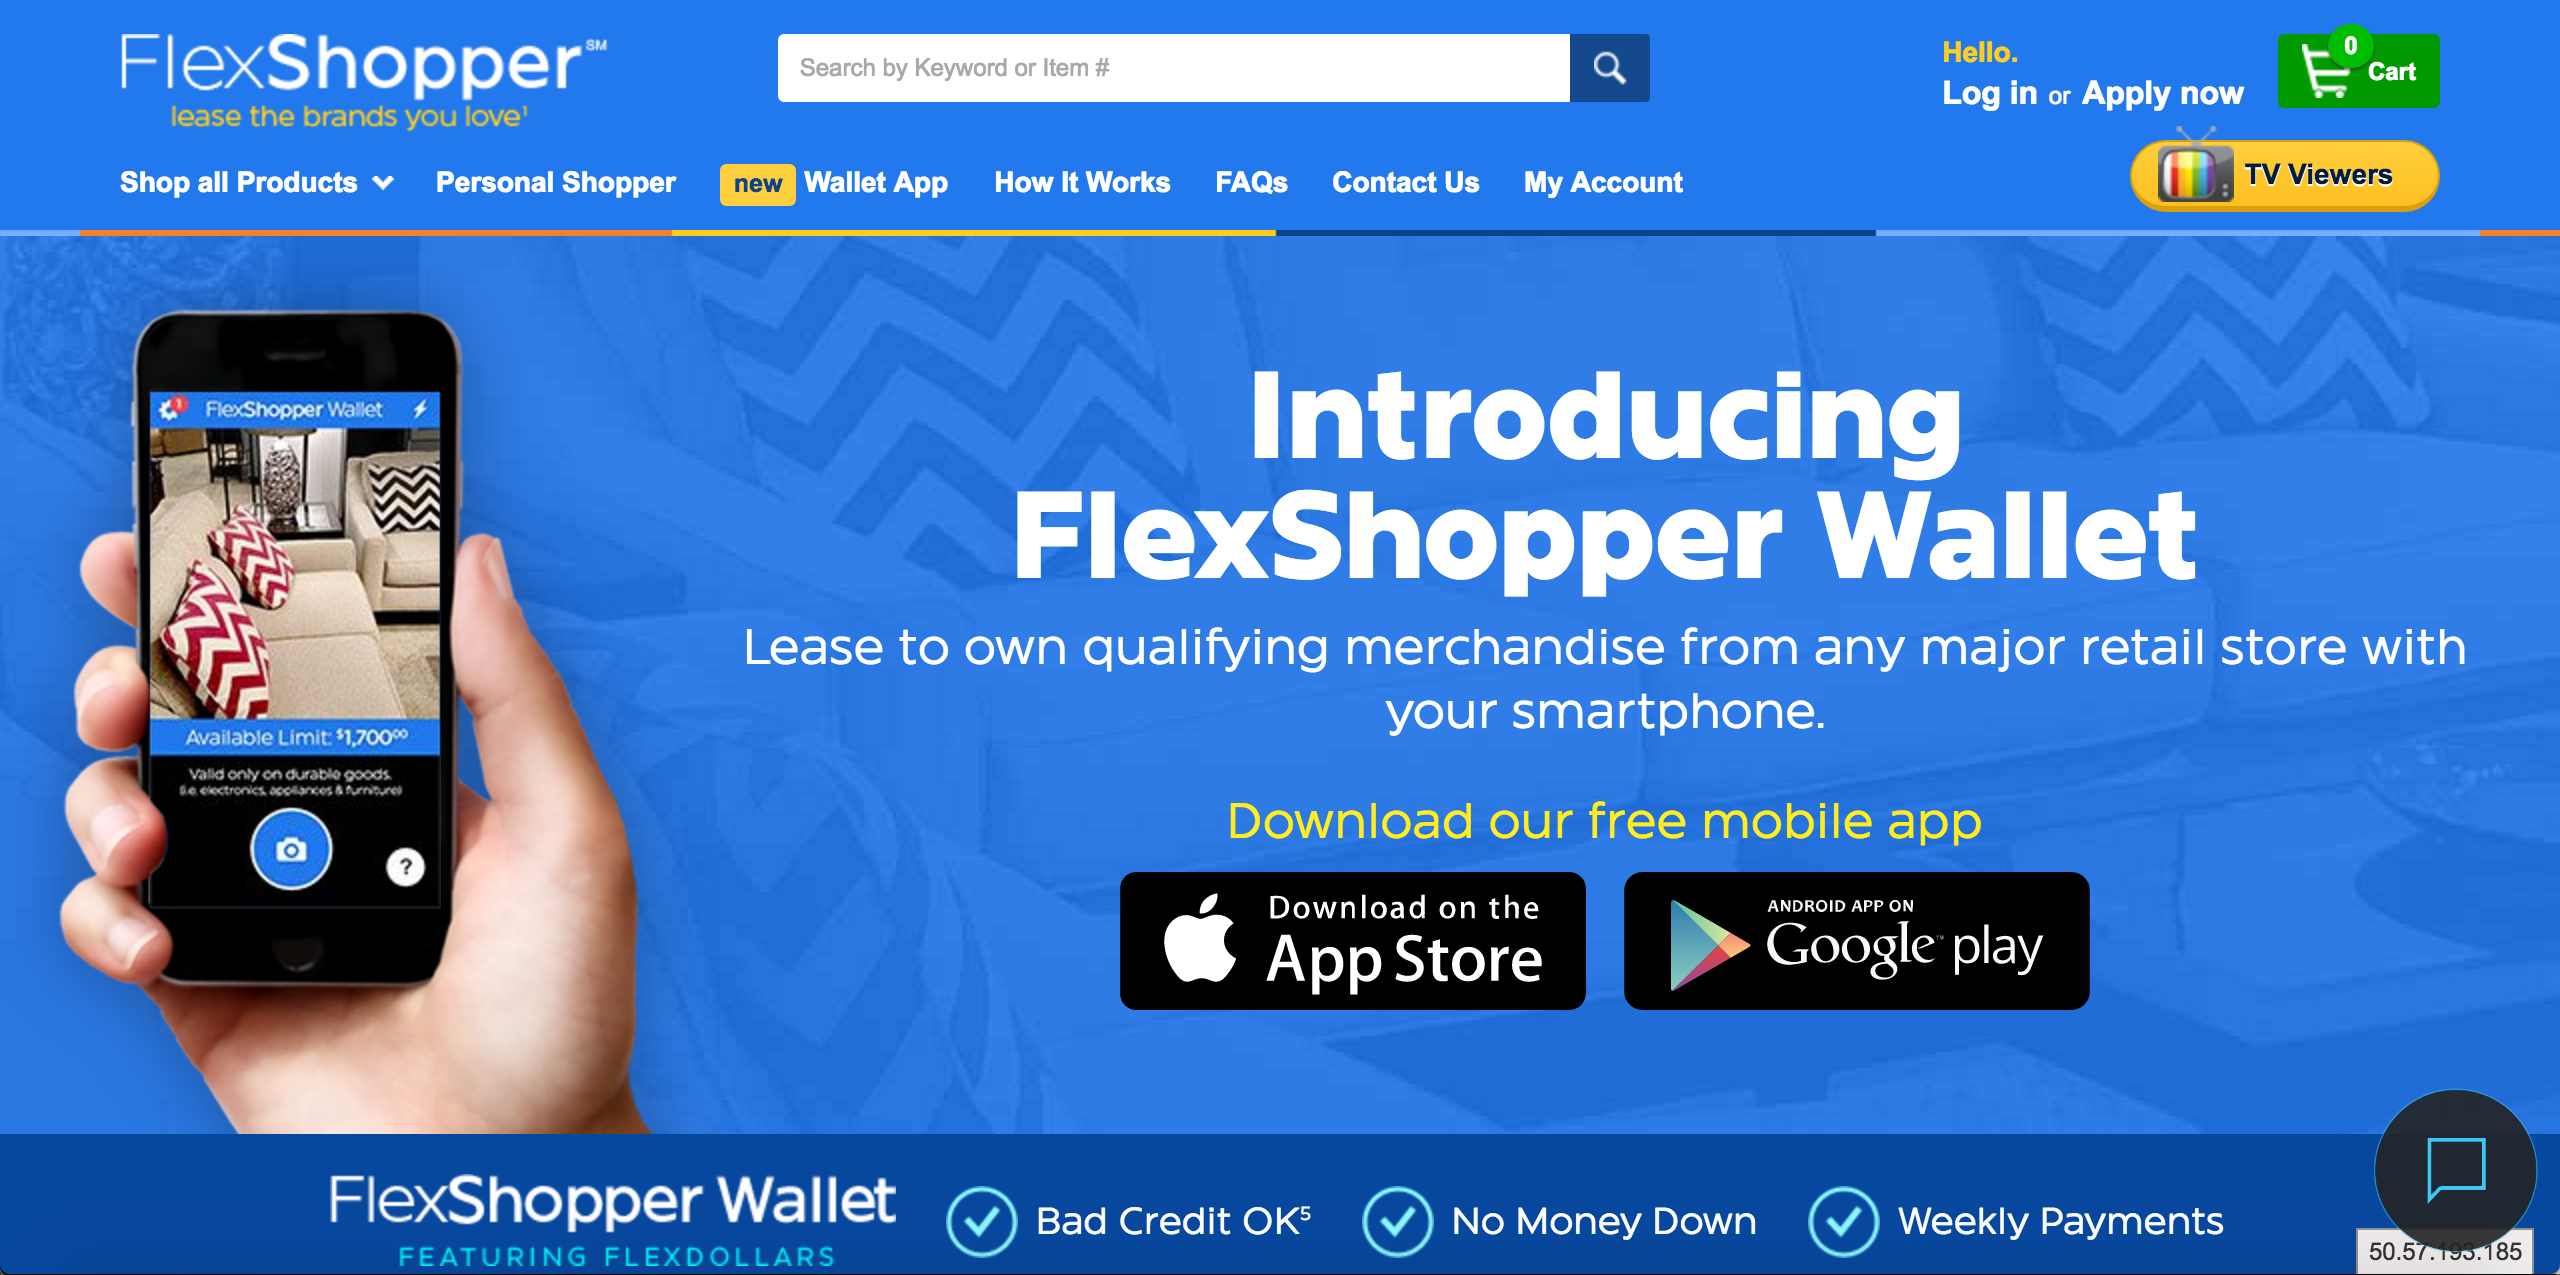 FlexShopper℠
lease the brands you love¹
Search by Keyword or Item #
Hello.
Log in or Apply now
0
Cart
Shop all Products
Personal Shopper
new Wallet App
How It Works
FAQs
Contact Us
My Account
TV Viewers
1
FlexShopper Wallet
Available Limit: $1,700⁰⁰
Valid only on durable goods.
(i.e. electronics, appliances & furniture)
?
Introducing
FlexShopper Wallet
Lease to own qualifying merchandise from any major retail store with
your smartphone.
Download our free mobile app
Download on the
App Store
ANDROID APP ON
Google™ play
FlexShopper Wallet
FEATURING FLEXDOLLARS
Bad Credit OK⁵
No Money Down
Weekly Payments
50.57.193.185